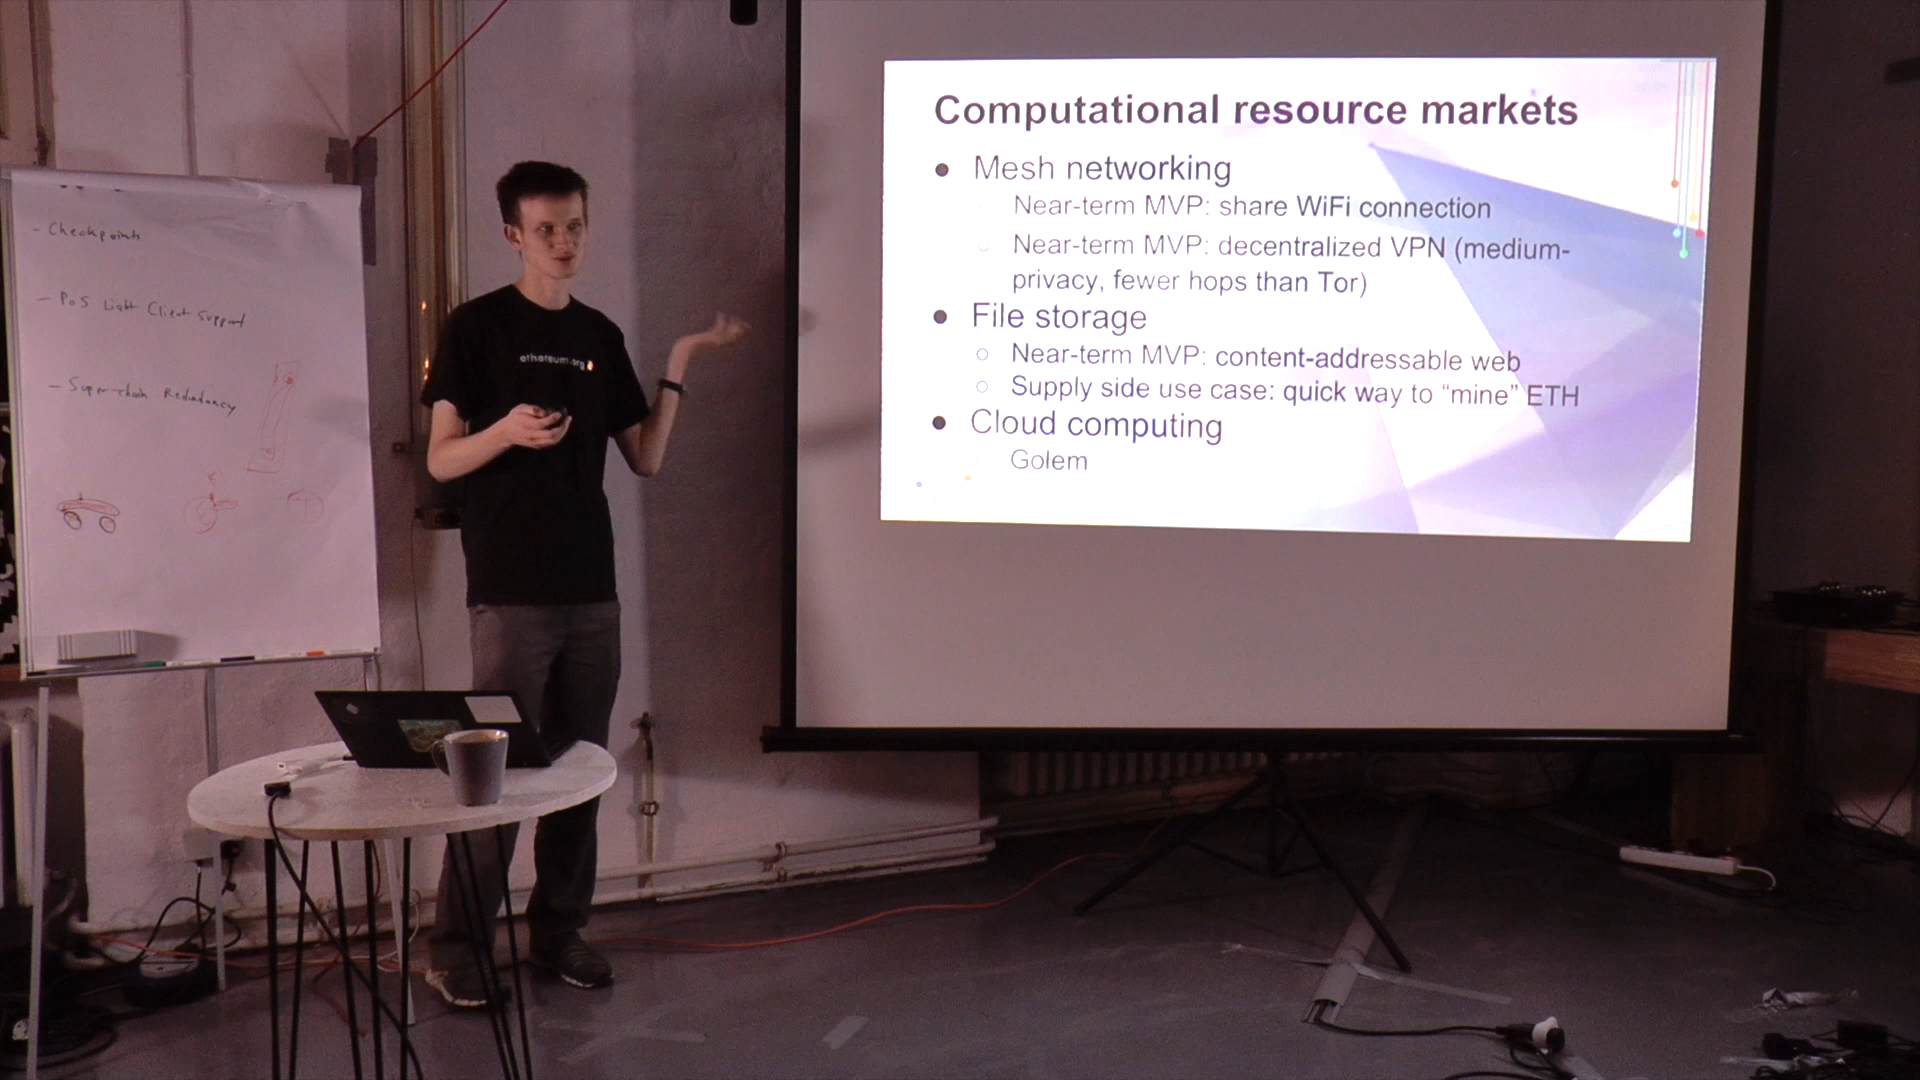 - Checkpoints
- PoS Light Client Support
- Super-chain Redundancy
ethereum.org
Computational resource markets
● Mesh networking
Near-term MVP: share WiFi connection
○ Near-term MVP: decentralized VPN (medium-
privacy, fewer hops than Tor)
● File storage
○ Near-term MVP: content-addressable web
○ Supply side use case: quick way to “mine” ETH
● Cloud computing
Golem